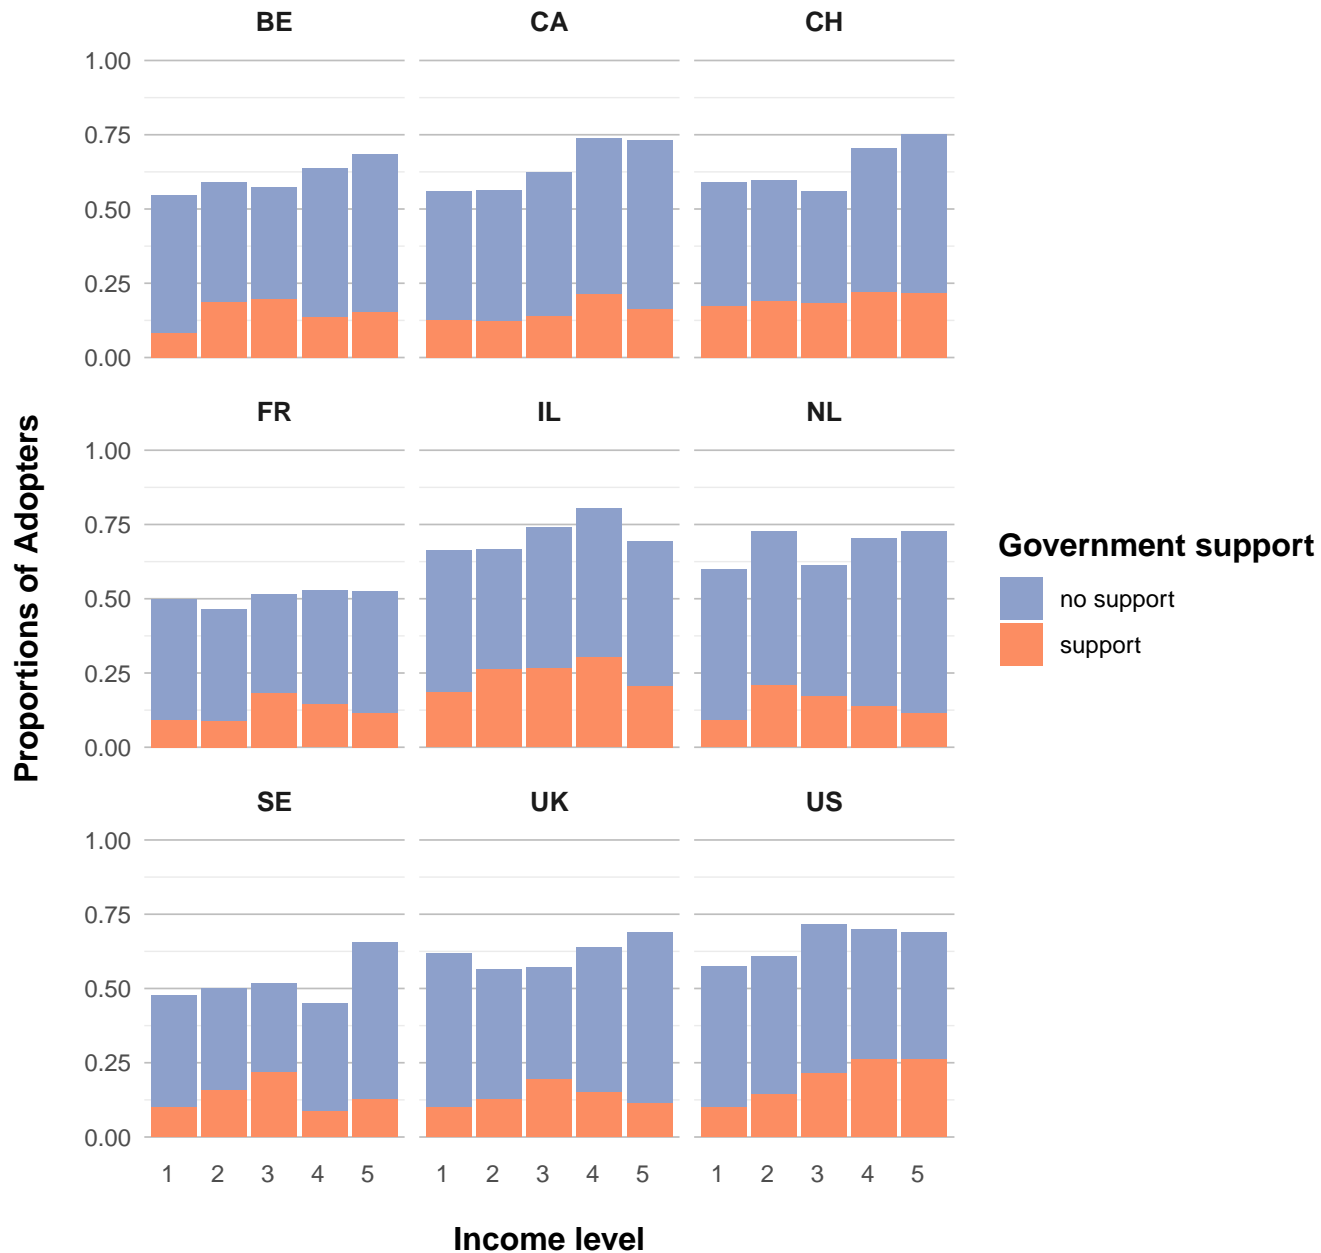 BE CA CH
1.00
0.75
0.50
0.25
0.00
FR IL NL
1.00
0.75
0.50
0.25
0.00
SE UK US
1.00
0.75
0.50
0.25
0.00
1 2 3 4 5 1 2 3 4 5 1 2 3 4 5
Income level
Proportions of Adopters
Government support
no support
support